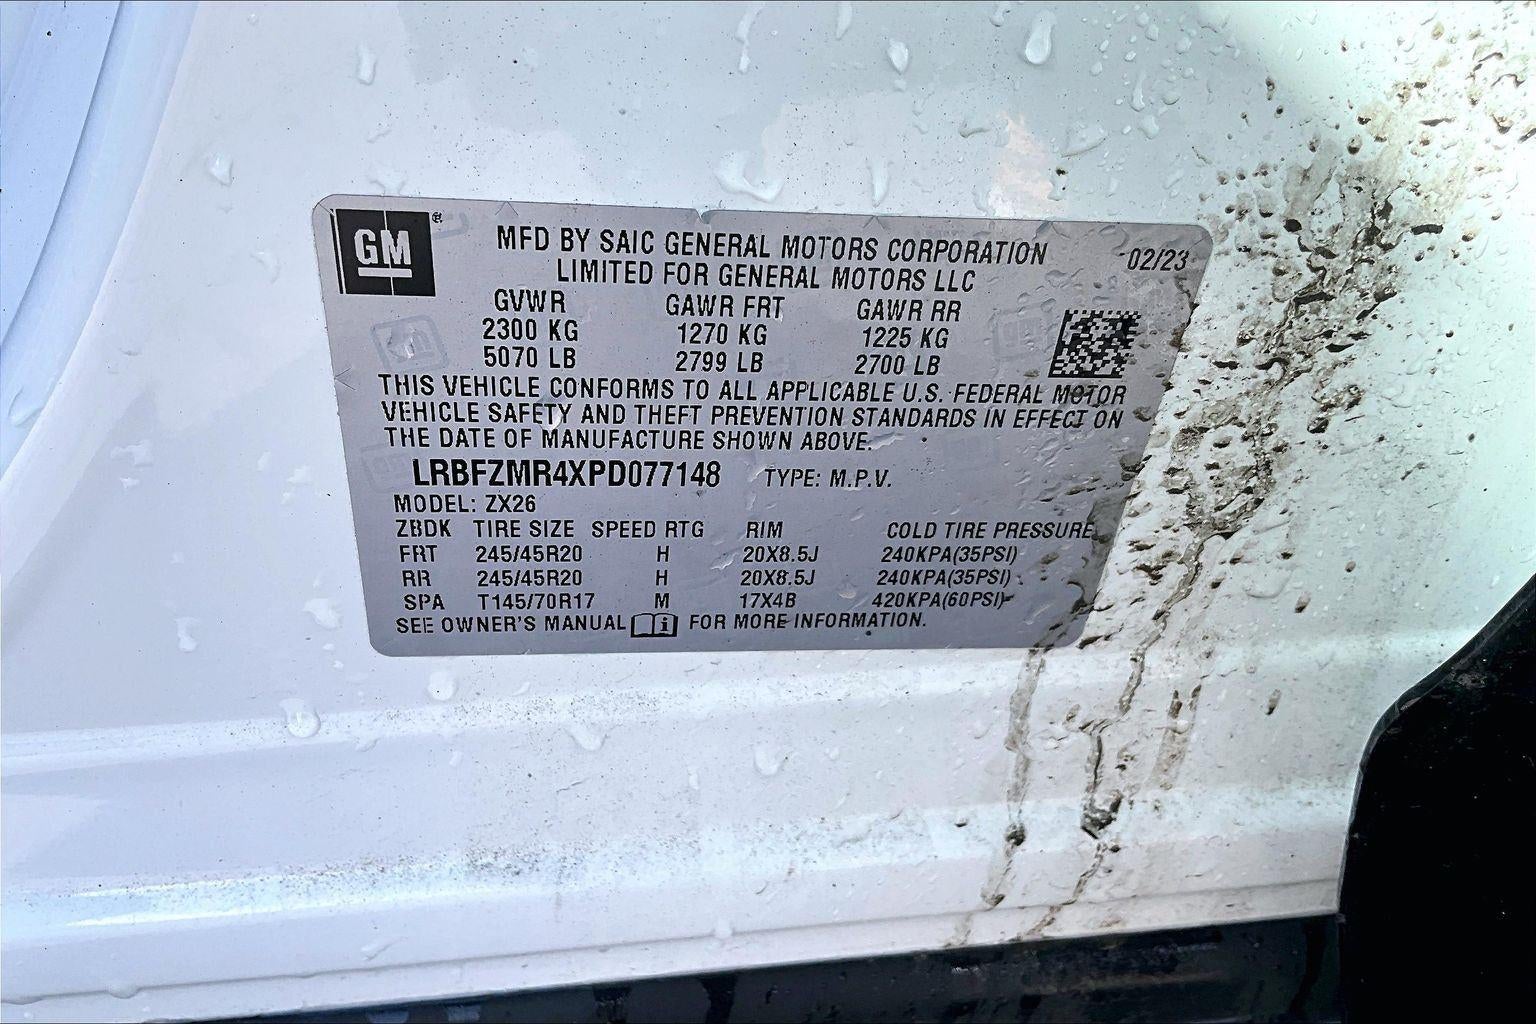 GM ®
MFD BY SAIC GENERAL MOTORS CORPORATION 02/23
LIMITED FOR GENERAL MOTORS LLC
GVWR GAWR FRT GAWR RR
2300 KG 1270 KG 1225 KG
5070 LB 2799 LB 2700 LB
THIS VEHICLE CONFORMS TO ALL APPLICABLE U.S. FEDERAL MOTOR
VEHICLE SAFETY AND THEFT PREVENTION STANDARDS IN EFFECT ON
THE DATE OF MANUFACTURE SHOWN ABOVE.
LRBFZMR4XPD077148 TYPE: M.P.V.
MODEL: ZX26
ZBDK TIRE SIZE SPEED RTG RIM COLD TIRE PRESSURE
FRT 245/45R20 H 20X8.5J 240KPA(35PSI)
RR 245/45R20 H 20X8.5J 240KPA(35PSI)
SPA T145/70R17 M 17X4B 420KPA(60PSI)
SEE OWNER'S MANUAL i FOR MORE INFORMATION.